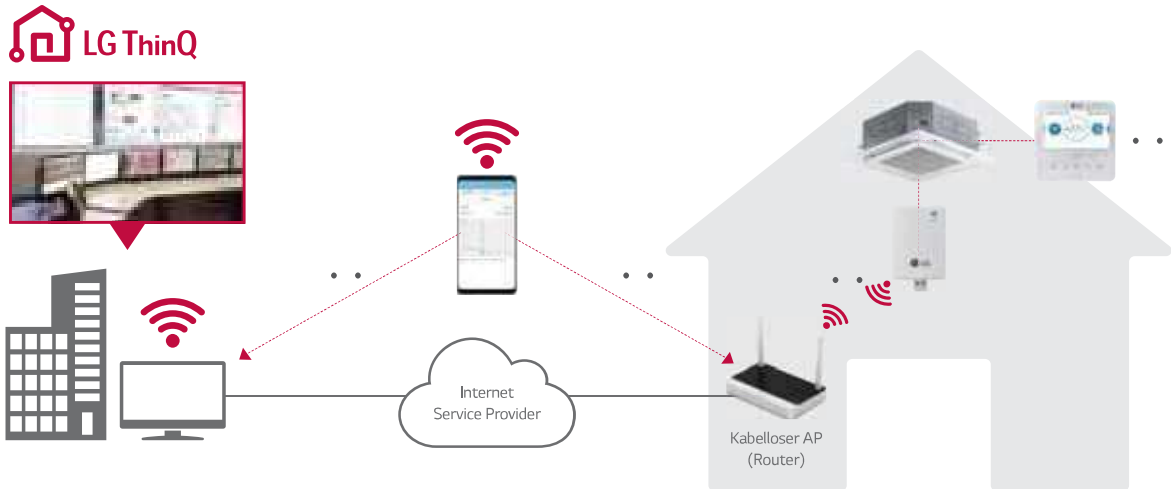 LG ThinQ
Internet
Service Provider
Kabelloser AP
(Router)